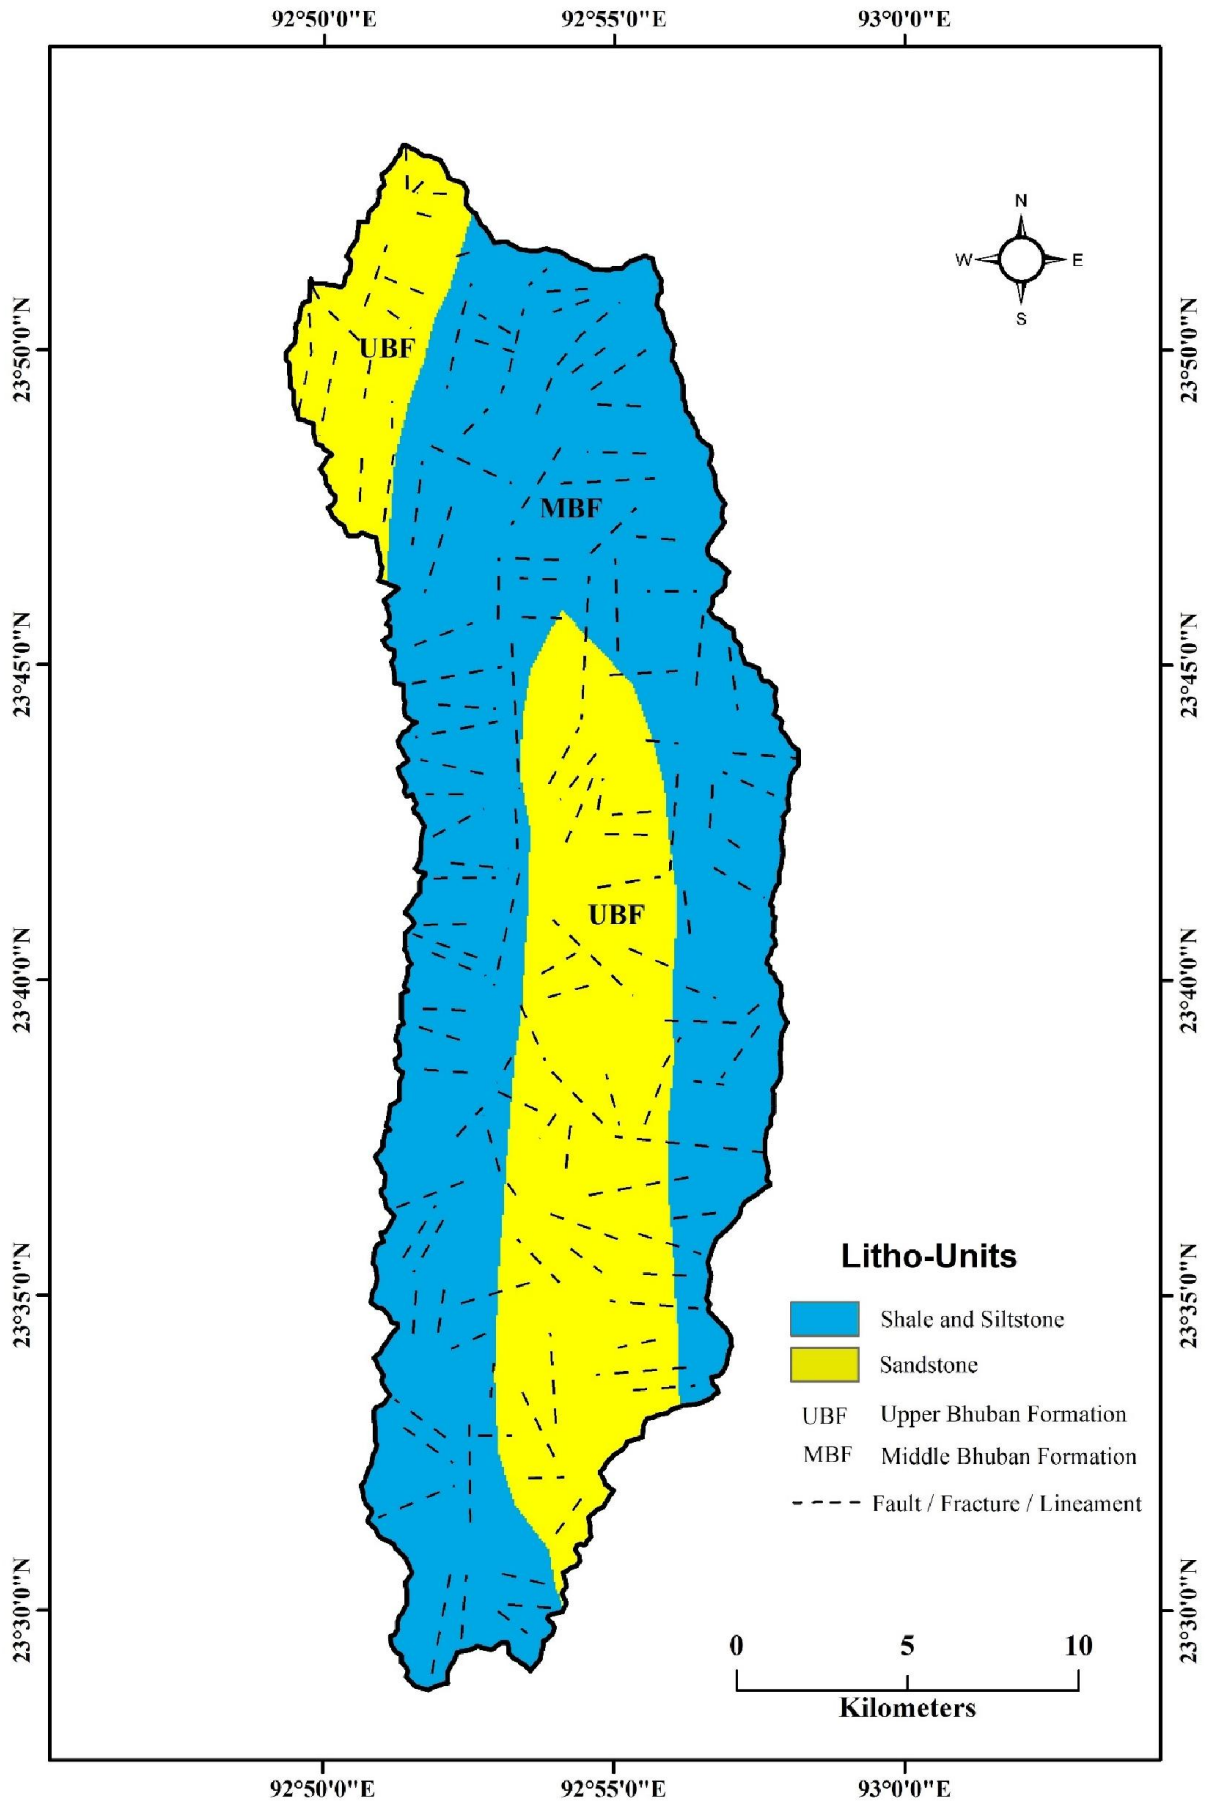 92°50'0"E 92°55'0"E 93°0'0"E
N
W E
S
23°50'0"N 23°50'0"N
UBF
MBF
23°45'0"N 23°45'0"N
UBF
23°40'0"N 23°40'0"N
Litho-Units
23°35'0"N 23°35'0"N
Shale and Siltstone
Sandstone
UBF Upper Bhuban Formation
MBF Middle Bhuban Formation
Fault / Fracture / Lineament
23°30'0"N 23°30'0"N
0 5 10
Kilometers
92°50'0"E 92°55'0"E 93°0'0"E